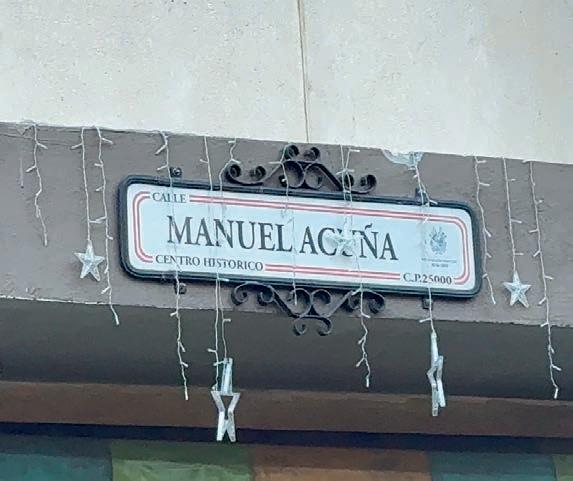 CALLE
MANUEL ACUÑA
CENTRO HISTORICO
C.P.25000